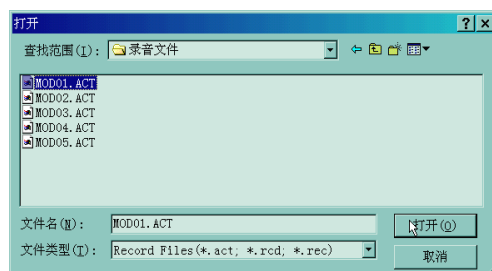 打开
查找范围(I): 录音文件
MOD01.ACT
MOD02.ACT
MOD03.ACT
MOD04.ACT
MOD05.ACT
文件名(N): MOD01.ACT 打开(O)
文件类型(T): Record Files(*.act; *.rcd; *.rec) 取消